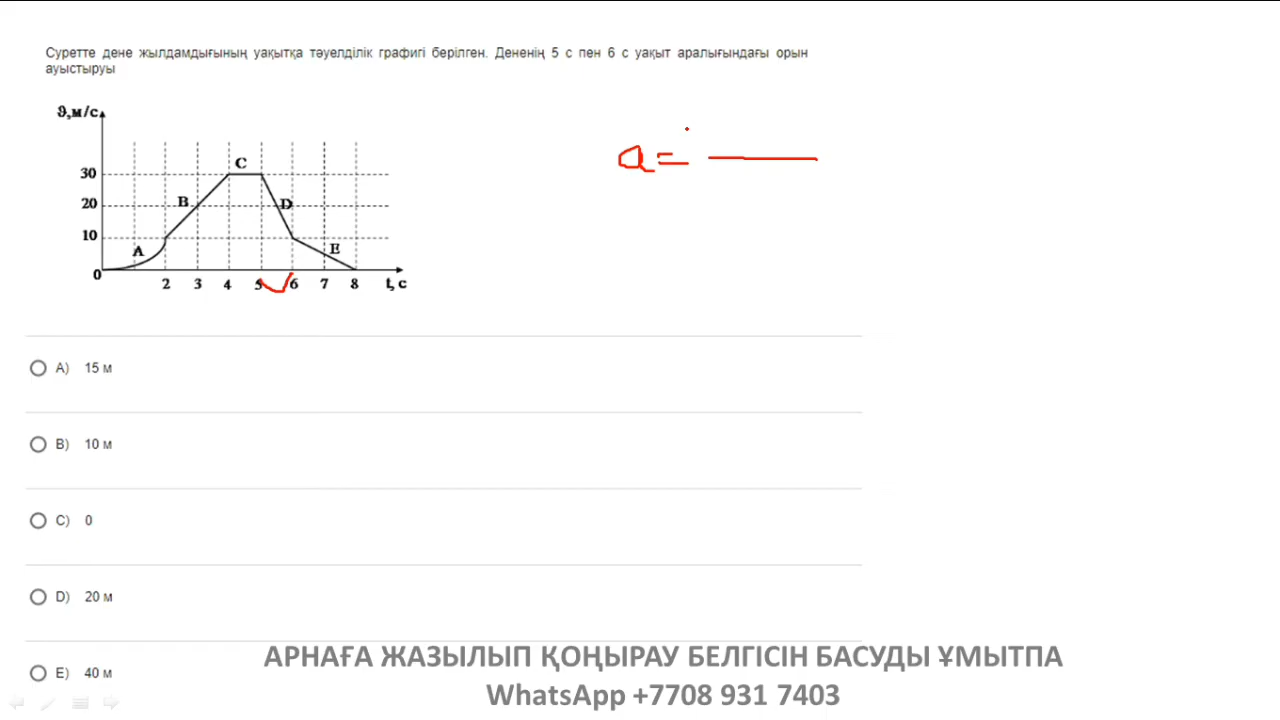 Суретте дене жылдамдығының уақытқа тәуелділік графигі берілген. Дененің 5 с пен 6 с уақыт аралығындағы орын
ауыстыруы
ϑ,м/с
a=
C
30
B
D
20
10
A
E
0
2 3 4 5 6 7 8 t, c
A) 15 м
B) 10 м
C) 0
D) 20 м
E) 40 м
АРНАҒА ЖАЗЫЛЫП ҚОҢЫРАУ БЕЛГІСІН БАСУДЫ ҰМЫТПА
WhatsApp +7708 931 7403